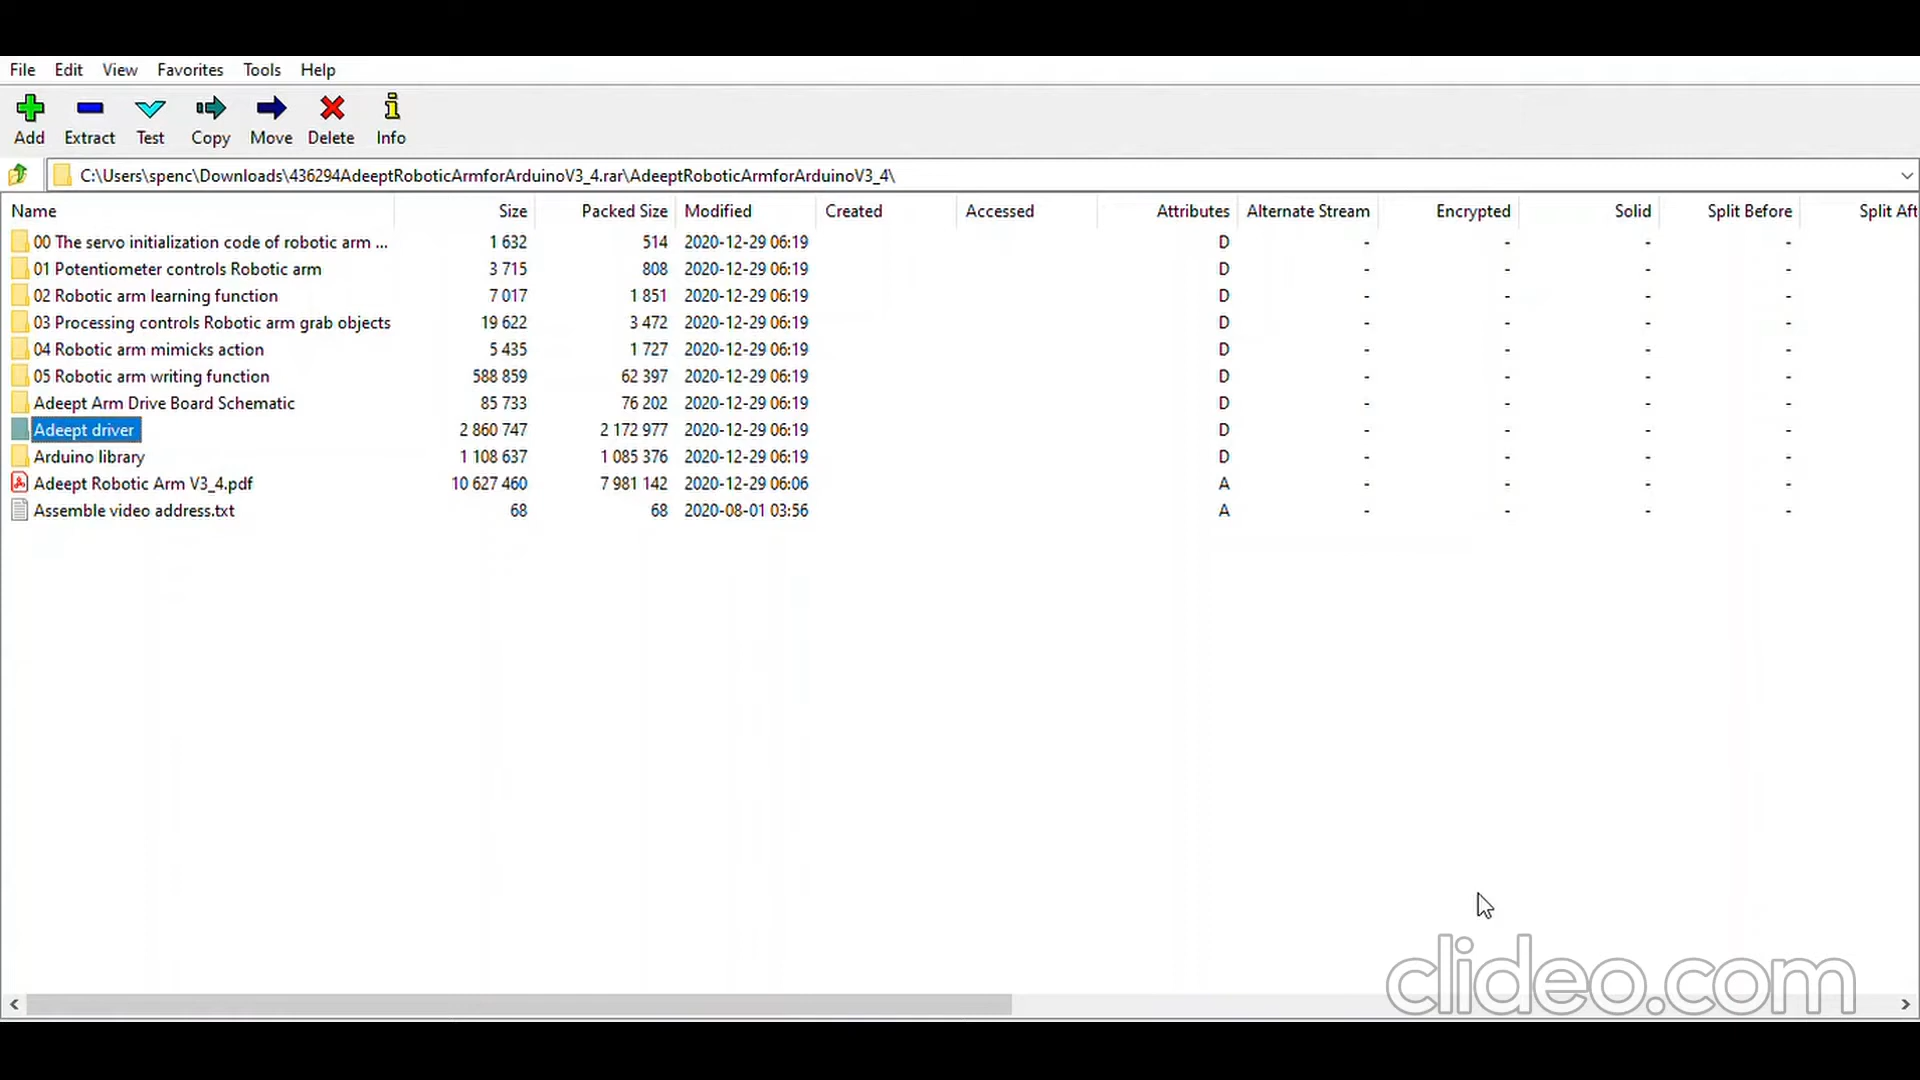 File Edit View Favorites Tools Help
Add Extract Test Copy Move Delete Info
C:\Users\spenc\Downloads\436294AdeeptRoboticArmforArduinoV3_4.rar\AdeeptRoboticArmforArduinoV3_4\
Name Size Packed Size Modified Created Accessed Attributes Alternate Stream Encrypted Solid Split Before Split Aft
00 The servo initialization code of robotic arm ... 1 632 514 2020-12-29 06:19 D - - - -
01 Potentiometer controls Robotic arm 3 715 808 2020-12-29 06:19 D - - - -
02 Robotic arm learning function 7 017 1 851 2020-12-29 06:19 D - - - -
03 Processing controls Robotic arm grab objects 19 622 3 472 2020-12-29 06:19 D - - - -
04 Robotic arm mimicks action 5 435 1 727 2020-12-29 06:19 D - - - -
05 Robotic arm writing function 588 859 62 397 2020-12-29 06:19 D - - - -
Adeept Arm Drive Board Schematic 85 733 76 202 2020-12-29 06:19 D - - - -
Adeept driver 2 860 747 2 172 977 2020-12-29 06:19 D - - - -
Arduino library 1 108 637 1 085 376 2020-12-29 06:19 D - - - -
Adeept Robotic Arm V3_4.pdf 10 627 460 7 981 142 2020-12-29 06:06 A - - - -
Assemble video address.txt 68 68 2020-08-01 03:56 A - - - -
clideo.com